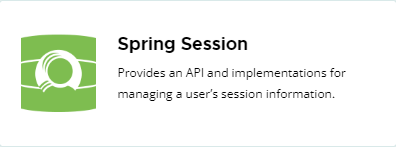 Spring Session
Provides an API and implementations for
managing a user’s session information.